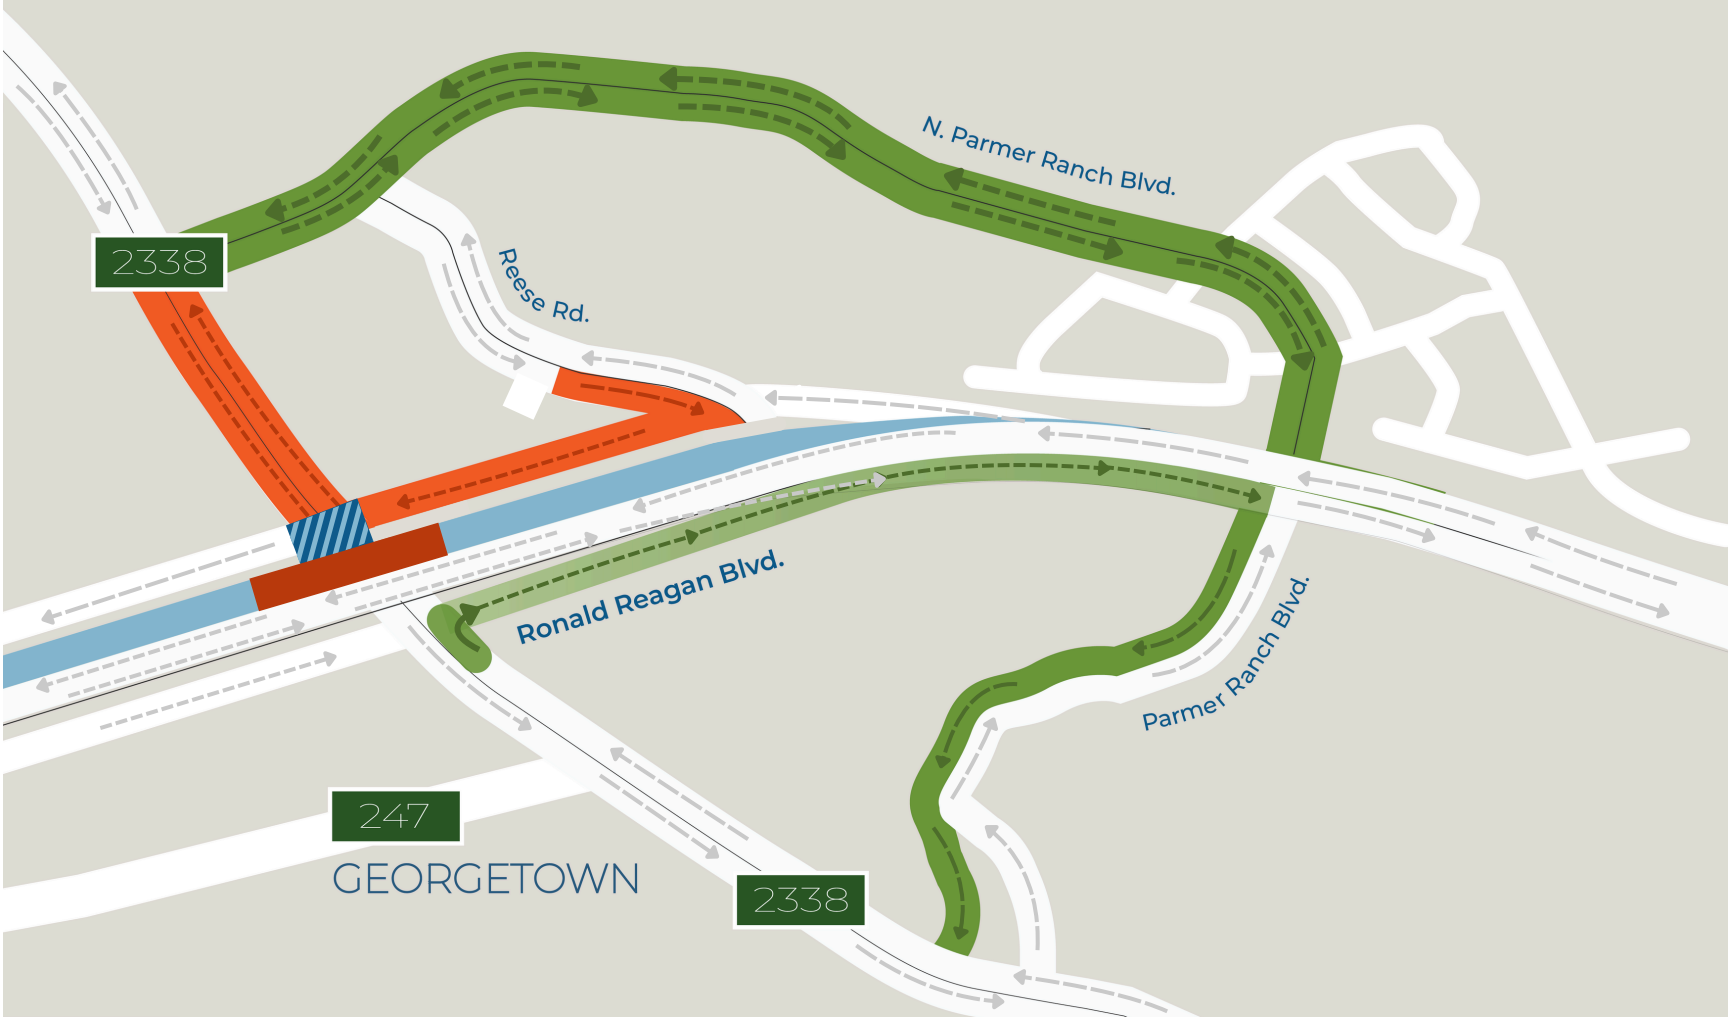 N. Parmer Ranch Blvd.
2338
Reese Rd.
Ronald Reagan Blvd.
Parmer Ranch Blvd.
247
GEORGETOWN
2338